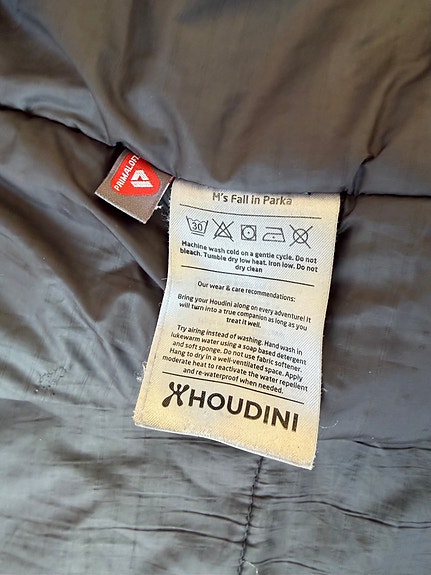 PRIMALOFT
M's Fall in Parka
30
Machine wash cold on a gentle cycle. Do not
bleach. Tumble dry low heat. Iron low. Do not
dry clean
Our wear & care recommendations:
Bring your Houdini along on every adventure! It
will turn into a true companion as long as you
treat it well.
Try airing instead of washing. Hand wash in
lukewarm water using a soap based detergent
and soft sponge. Do not use fabric softener.
Hang to dry in a well-ventilated space. Apply
moderate heat to reactivate the water repellent
and re-waterproof when needed.
HOUDINI